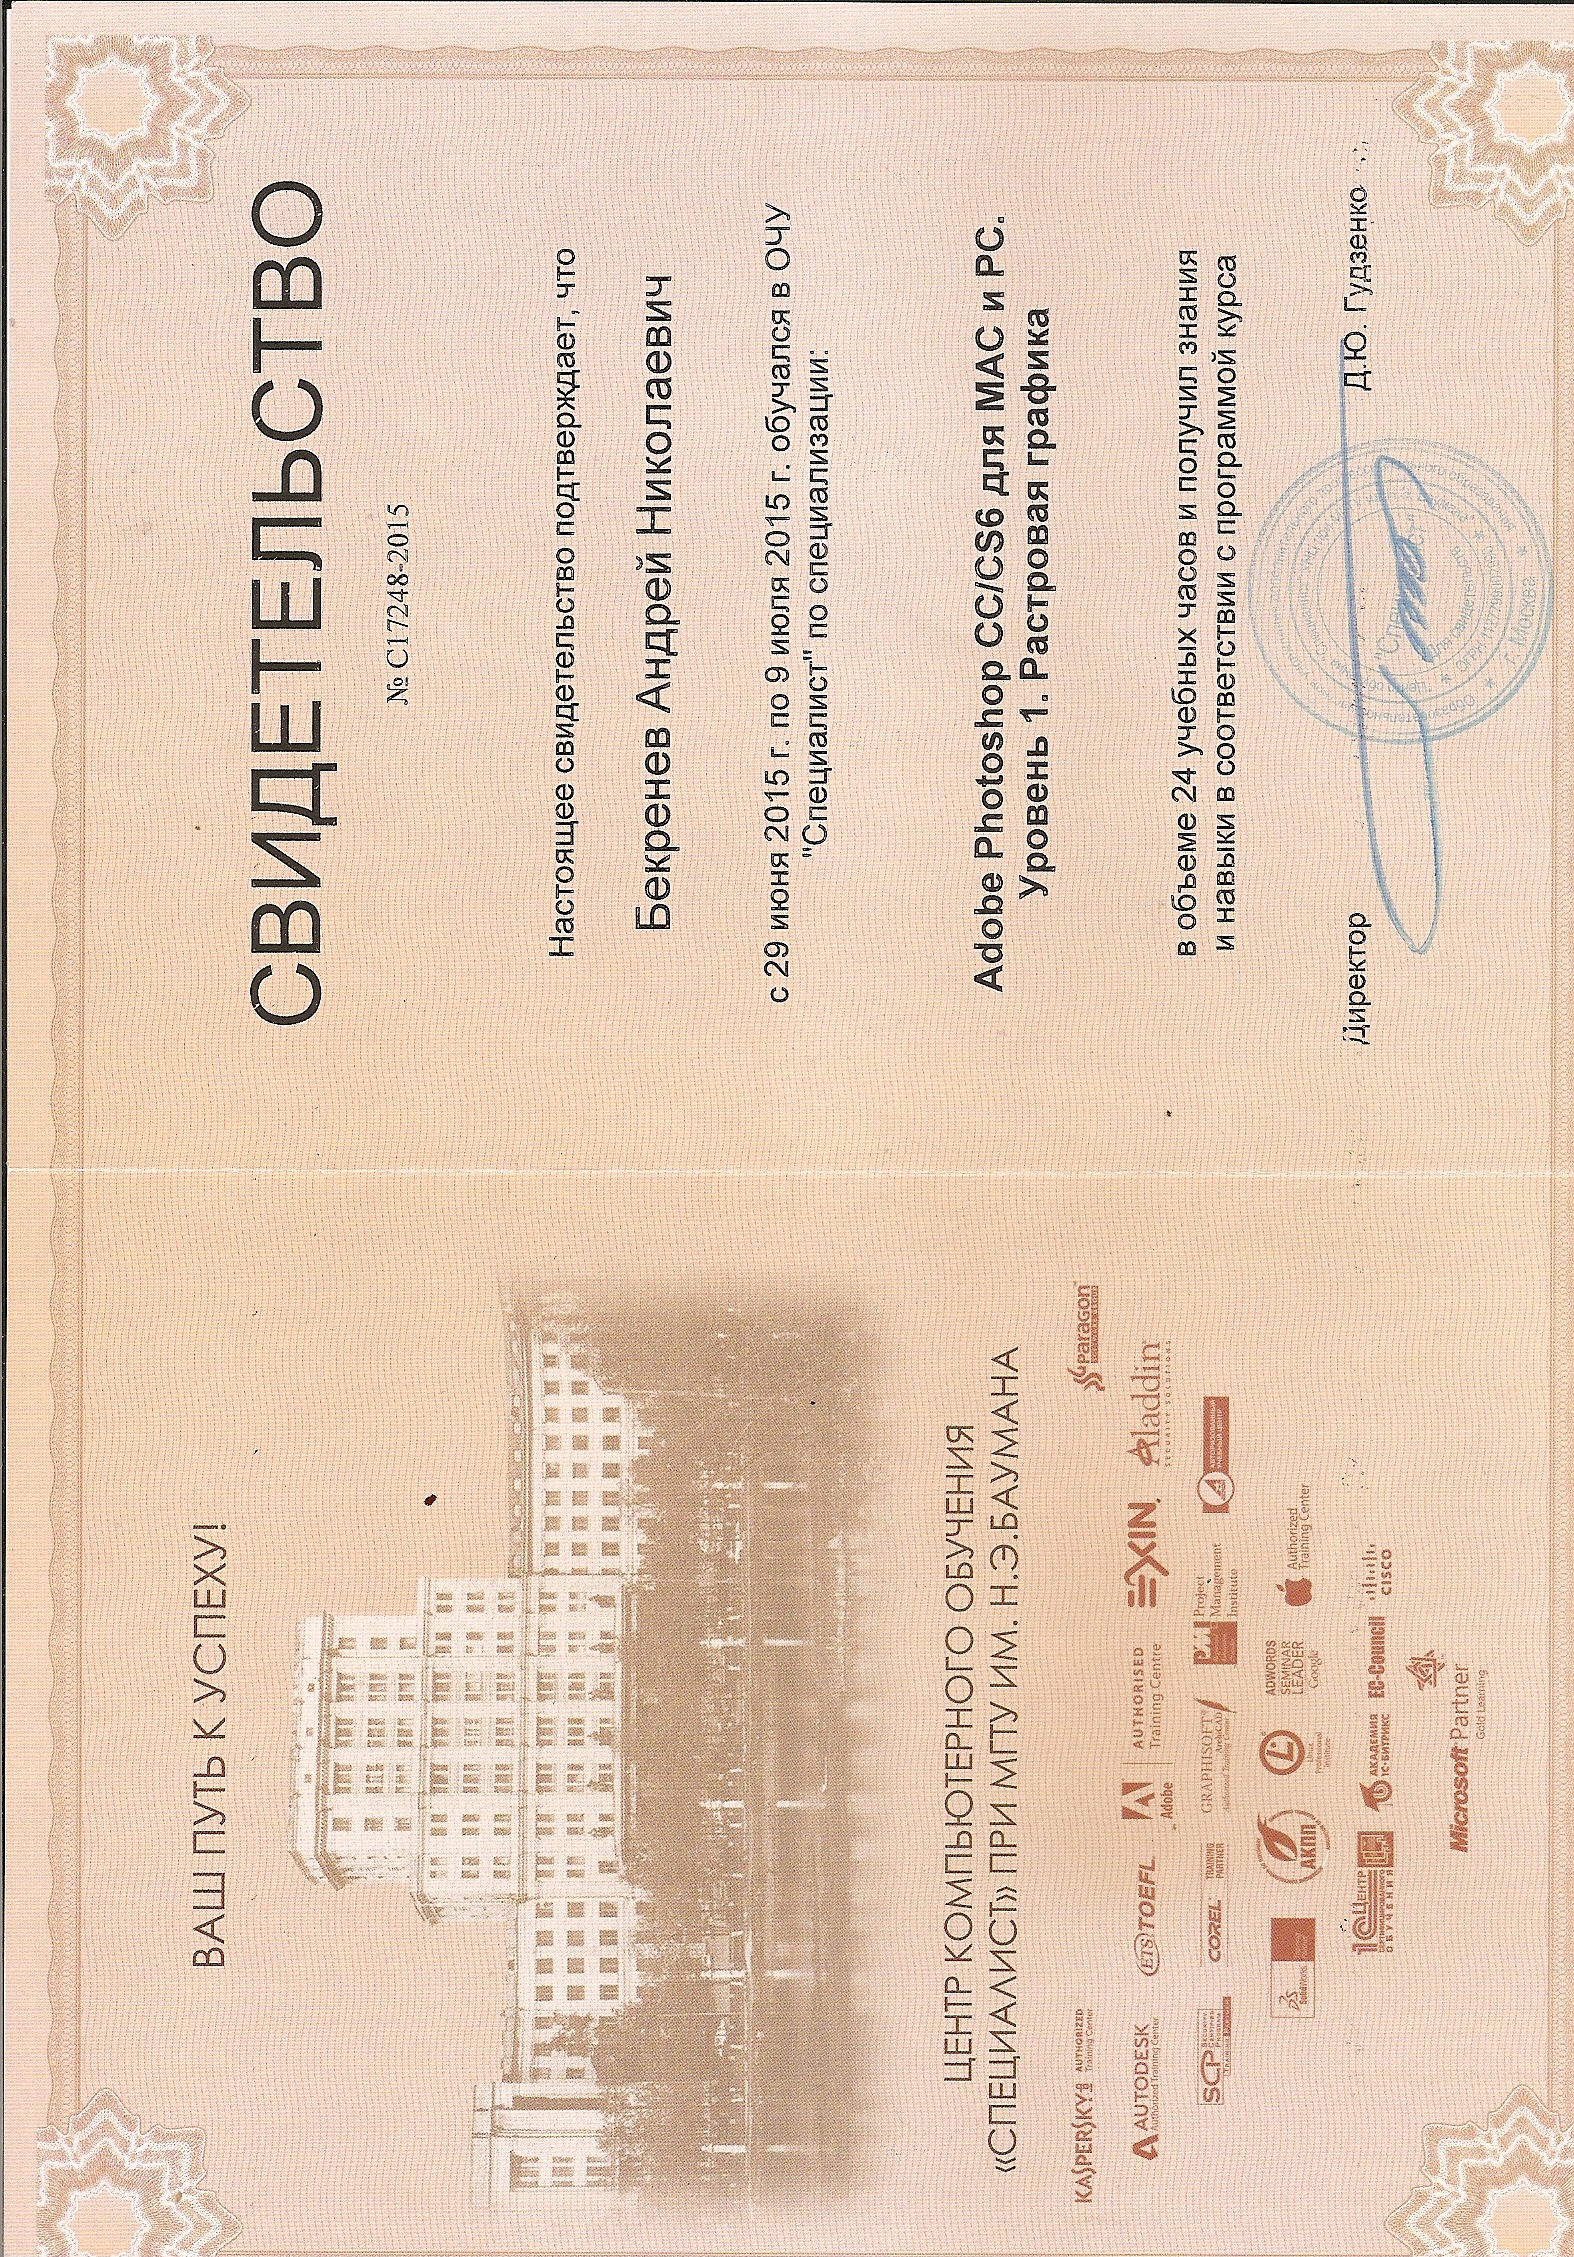 ВАШ ПУТЬ К УСПЕХУ!
ЦЕНТР КОМПЬЮТЕРНОГО ОБУЧЕНИЯ
«СПЕЦИАЛИСТ» ПРИ МГТУ ИМ. Н.Э.БАУМАНА
KASPERSKY LAB AUTHORIZED
Training Center
Paragon
SOFTWARE GROUP
AUTODESK
Authorized Training Center
ETS TOEFL
Adobe
AUTHORISED
Training Centre
EXIN
Aladdin
SECURITY SOLUTIONS
SCP SECURITY
CERTIFIED
PROGRAM
TRAINING PARTNER
COREL TRAINING
PARTNER
GRAPHISOFT
ArchiCAD
Authorized Training Center
PMI Project
Management
Institute
АВТОРИЗОВАННЫЙ
УЧЕБНЫЙ ЦЕНТР
SolidWorks
АКПП
Linux
Professional
Institute
ADWORDS
SEMINAR
LEADER
Google
Authorized
Training Center
1С ЦЕНТР
СЕРТИФИЦИРОВАННОГО
ОБУЧЕНИЯ
АКАДЕМИЯ
1С-БИТРИКС
EC-Council
CISCO
Microsoft Partner
Gold Learning
СВИДЕТЕЛЬСТВО
№ C17248-2015
Настоящее свидетельство подтверждает, что
Бекренев Андрей Николаевич
с 29 июня 2015 г. по 9 июля 2015 г. обучался в ОЧУ
"Специалист" по специализации:
Adobe Photoshop CC/CS6 для MAC и PC.
Уровень 1. Растровая графика
в объеме 24 учебных часов и получил знания
и навыки в соответствии с программой курса
Директор
Д.Ю. Гудзенко
"Специалист"
Для свидетельств
г. Москва